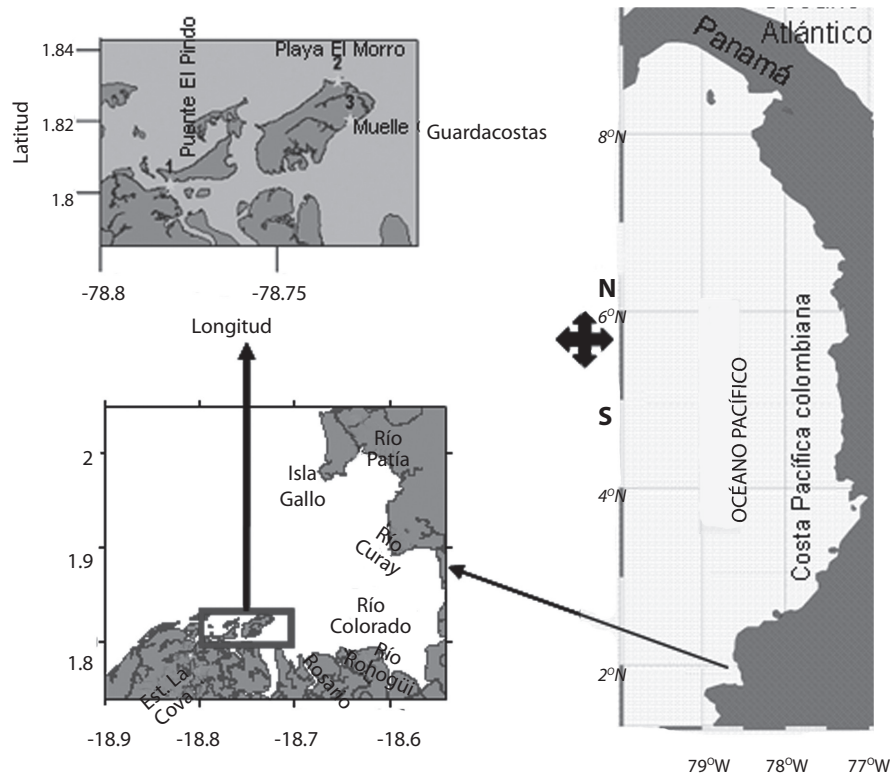 1.84
1.82
1.8
Latitud
Puente El Pindo
Playa El Morro
2
3
1
Muelle
Guardacostas
-78.8
-78.75
Longitud
2
1.9
1.8
Isla
Gallo
Río
Patía
Río
Curay
Río
Colorado
Río
Rohogüi
Rosario
Est. La
Cova
-18.9
-18.8
-18.7
-18.6
N
S
Atlántico
Panamá
8°N
6°N
4°N
2°N
OCÉANO PACÍFICO
Costa Pacífica colombiana
79°W
78°W
77°W